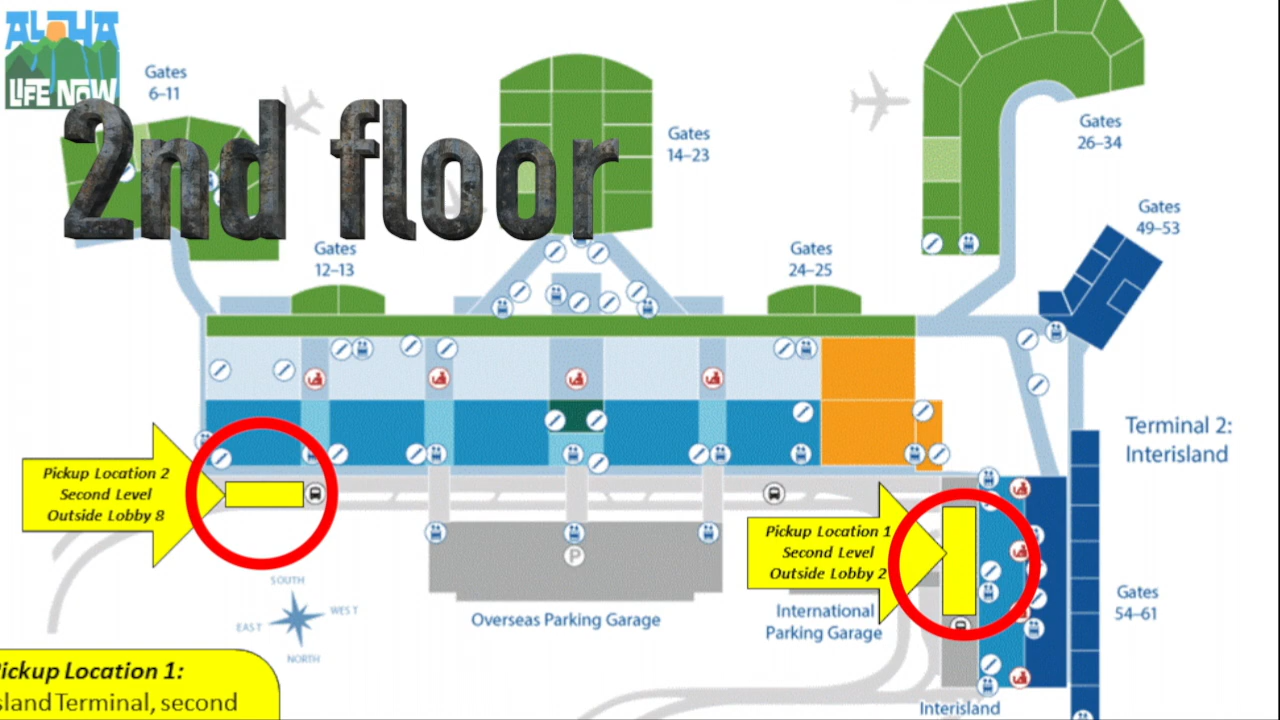 ALOHA
LIFE NOW
Gates
6–11
2nd floor
Gates
14–23
Gates
26–34
Gates
49–53
Gates
12–13
Gates
24–25
Terminal 2:
Interisland
Pickup Location 2
Second Level
Outside Lobby 8
Pickup Location 1
Second Level
Outside Lobby 2
P
SOUTH
WEST
EAST
NORTH
Overseas Parking Garage
International
Parking Garage
Gates
54–61
Pickup Location 1:
sland Terminal, second
Interisland